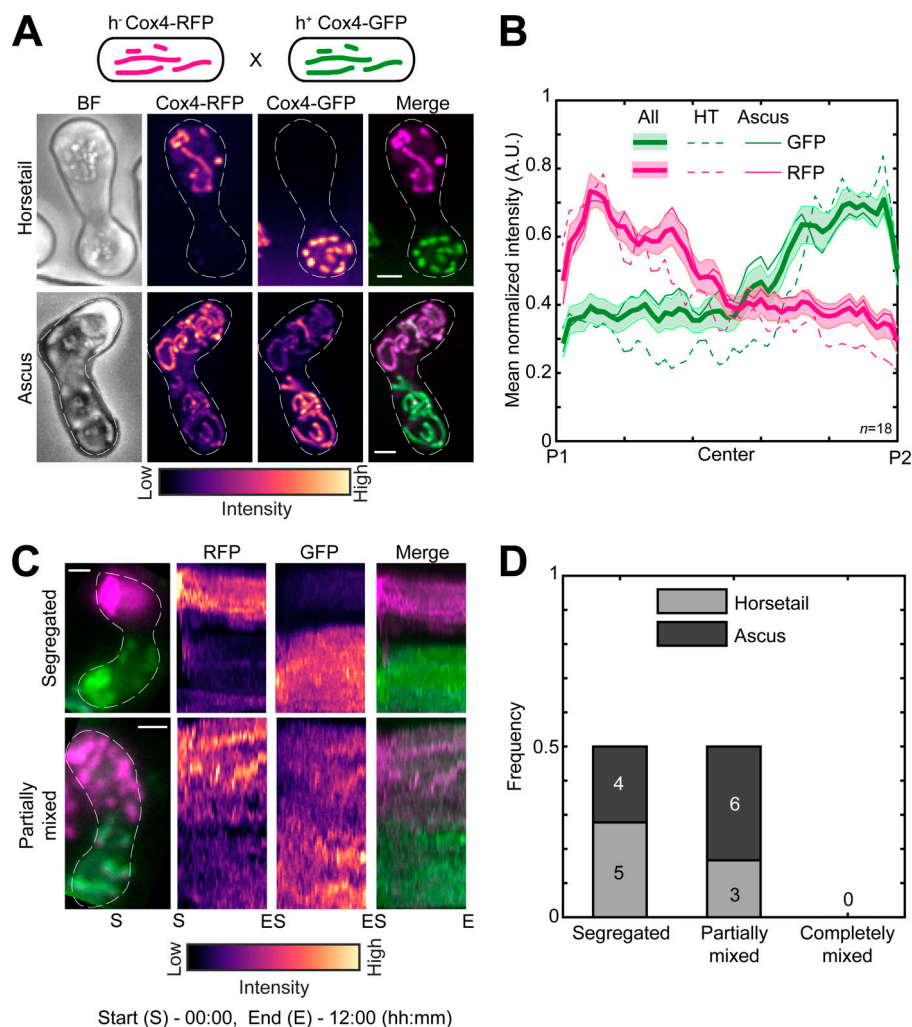 A
h⁻ Cox4-RFP
X
h⁺ Cox4-GFP
BF
Cox4-RFP
Cox4-GFP
Merge
Horsetail
Ascus
Low
High
Intensity
B
All
HT
Ascus
GFP
RFP
Mean normalized intensity (A.U.)
1
0.8
0.6
0.4
0.2
0
n=18
P1
Center
P2
C
RFP
GFP
Merge
Segregated
Partially
mixed
S
S
ES
ES
E
Low
High
Intensity
Start (S) - 00:00, End (E) - 12:00 (hh:mm)
D
Horsetail
Ascus
Frequency
1
0.5
0
4
5
6
3
0
Segregated
Partially
mixed
Completely
mixed